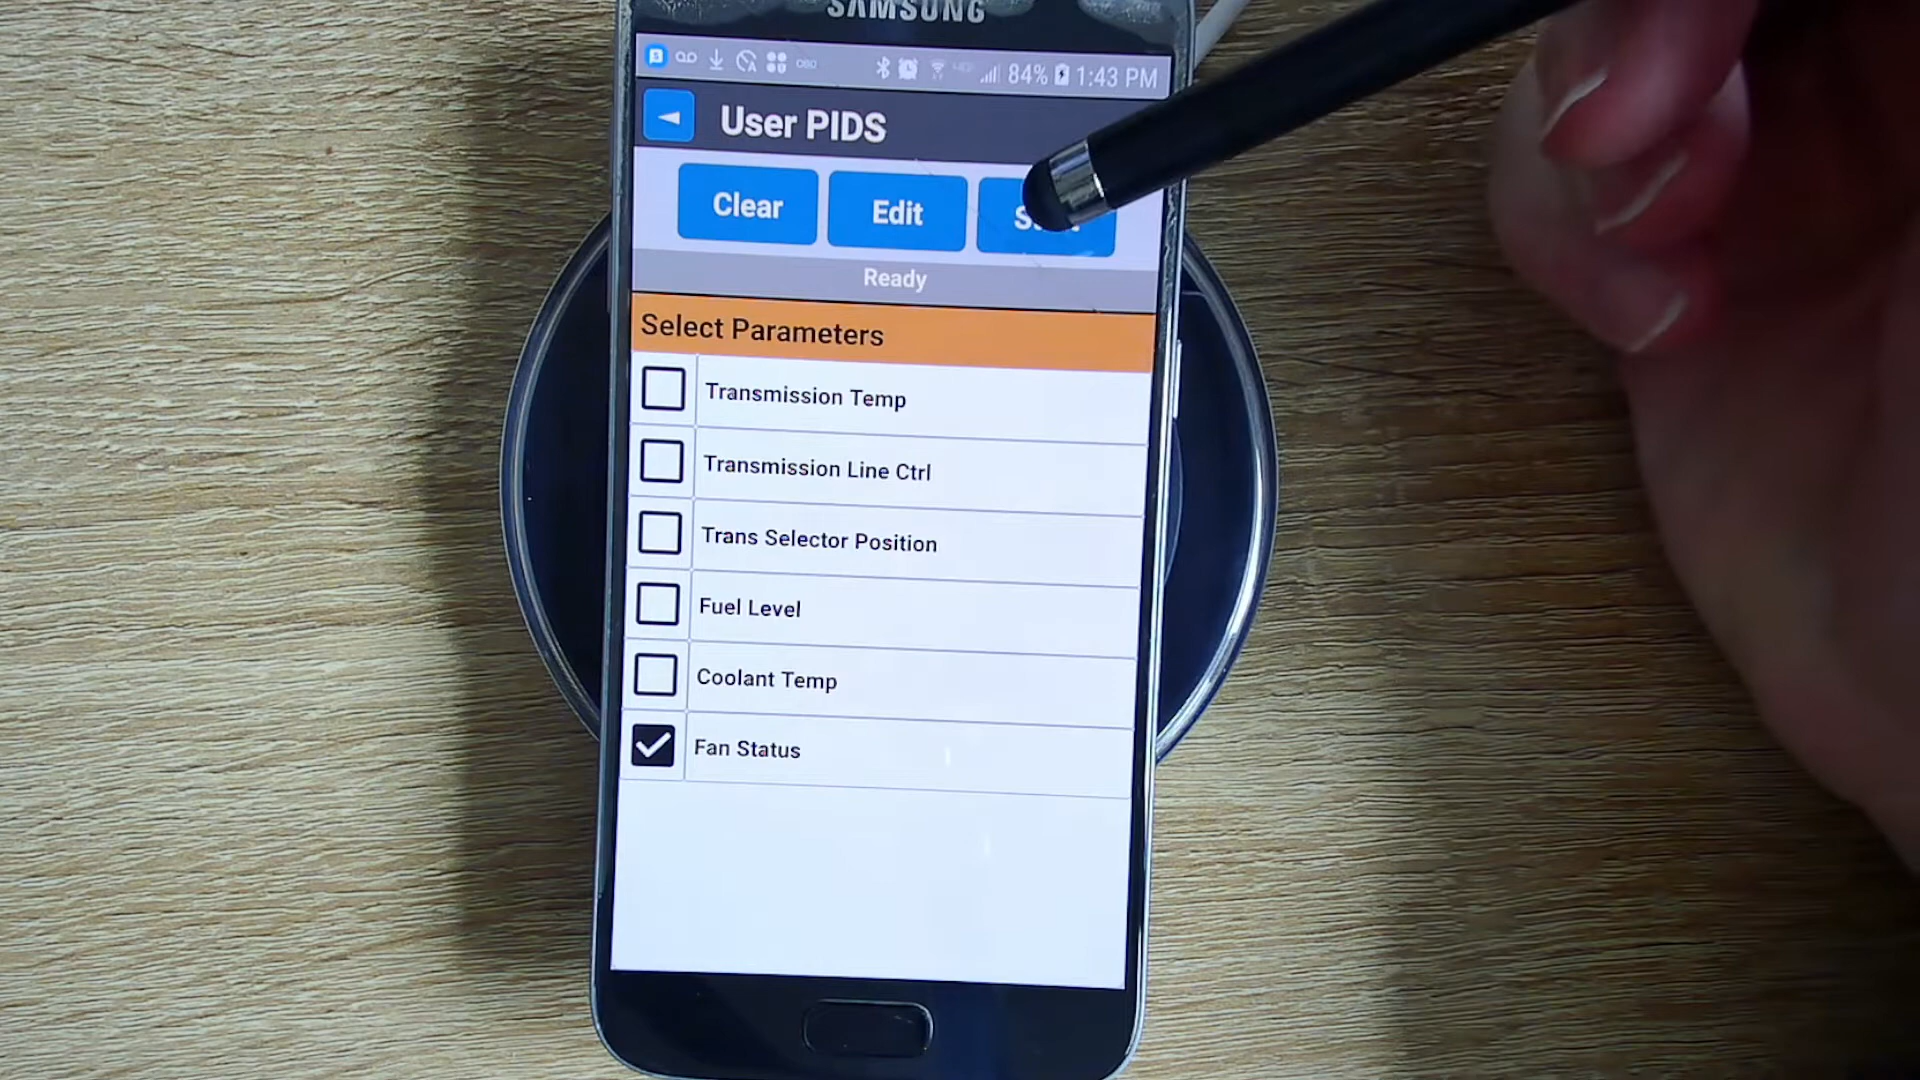 SAMSUNG
84% 1:43 PM
User PIDS
Clear Edit
Ready
Select Parameters
Transmission Temp
Transmission Line Ctrl
Trans Selector Position
Fuel Level
Coolant Temp
Fan Status